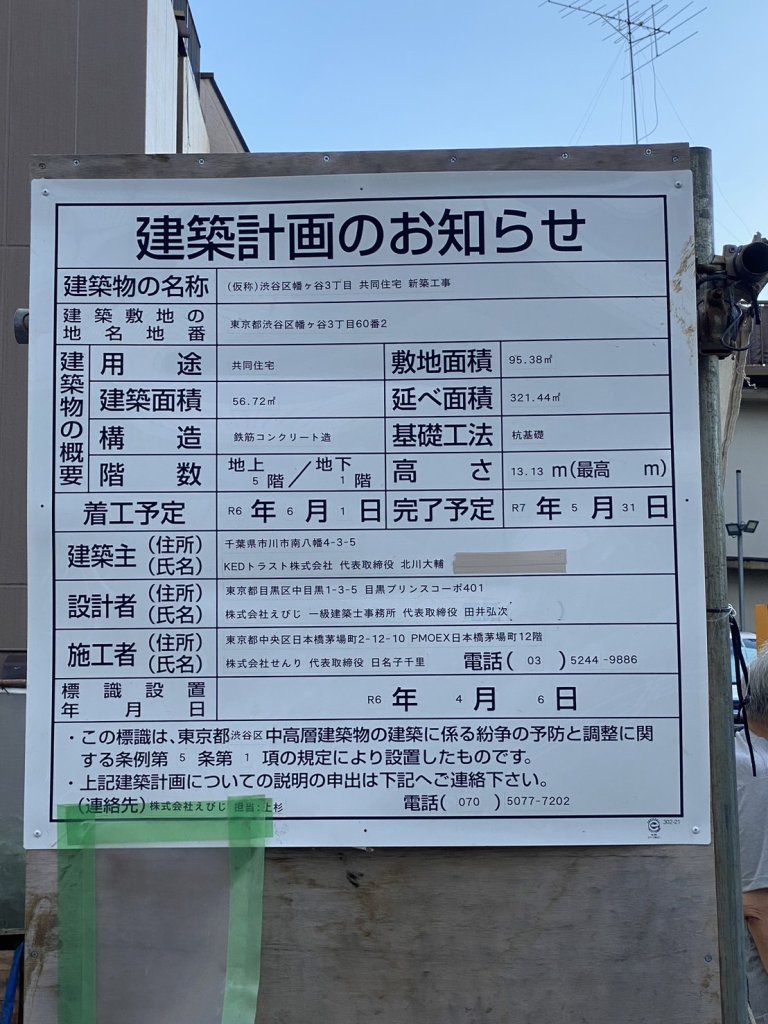 建築計画のお知らせ
建築物の名称 (仮称)渋谷区幡ヶ谷3丁目 共同住宅 新築工事
建築敷地の
地名地番 東京都渋谷区幡ヶ谷3丁目60番2
建築物の概要
用途 共同住宅 敷地面積 95.38㎡
建築面積 56.72㎡ 延べ面積 321.44㎡
構造 鉄筋コンクリート造 基礎工法 杭基礎
階数 地上5階/地下1階 高さ 13.13 m(最高 m)
着工予定 R6 年 6 月 1 日 完了予定 R7 年 5 月 31 日
建築主 (住所) 千葉県市川市南八幡4-3-5
(氏名) KEDトラスト株式会社 代表取締役 北川大輔
設計者 (住所) 東京都目黒区中目黒1-3-5 目黒プリンスコーポ401
(氏名) 株式会社えびじ 一級建築士事務所 代表取締役 田井弘次
施工者 (住所) 東京都中央区日本橋茅場町2-12-10 PMOEX日本橋茅場町12階
(氏名) 株式会社せんり 代表取締役 日名子千里 電話( 03 )5244-9886
標識設置
年月日 R6 年 4 月 6 日
・この標識は、東京都渋谷区中高層建築物の建築に係る紛争の予防と調整に関
する条例第 5 条第 1 項の規定により設置したものです。
・上記建築計画についての説明の申出は下記へご連絡下さい。
(連絡先)株式会社えびじ 担当:上杉 電話( 070 )5077-7202
302-21